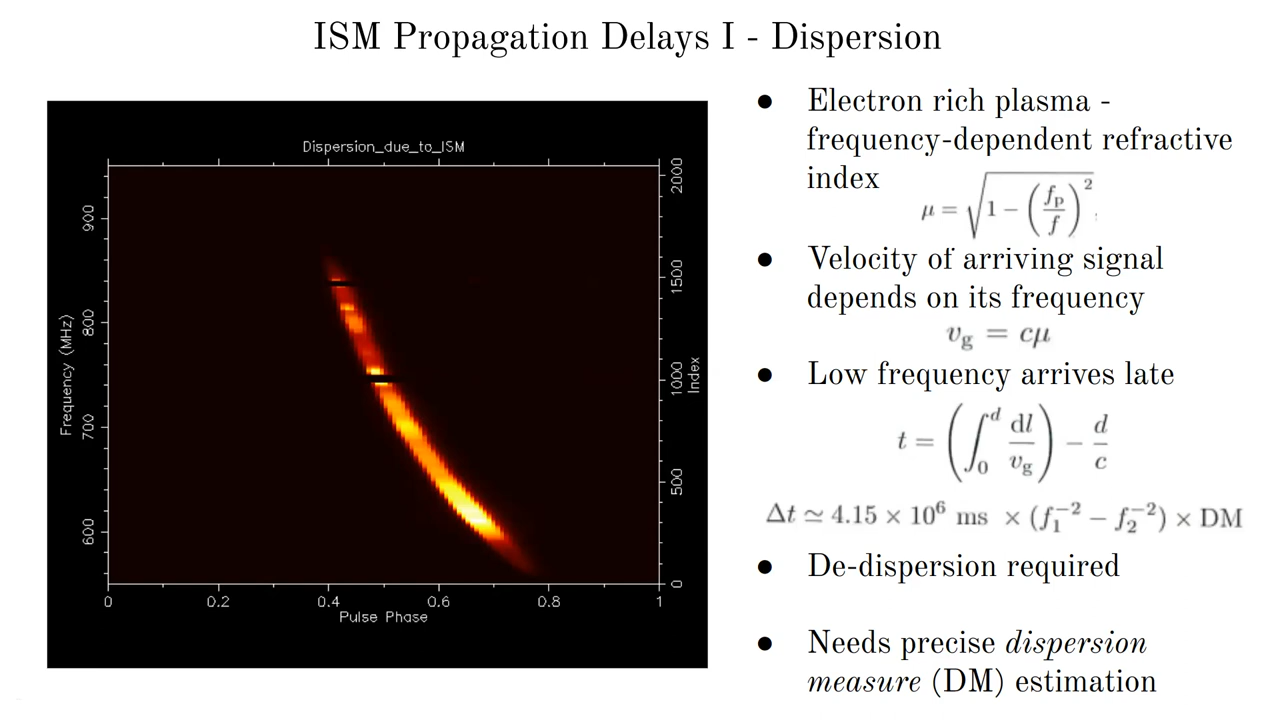 ISM Propagation Delays I - Dispersion
Dispersion_due_to_ISM
Frequency (MHz)
900
800
700
600
2000
1500
1000
500
0
Index
0 0.2 0.4 0.6 0.8 1
Pulse Phase
● Electron rich plasma -
frequency-dependent refractive
index
μ = √(1 − (f_p/f)²)
● Velocity of arriving signal
depends on its frequency
v_g = cμ
● Low frequency arrives late
t = (∫₀^d dl/v_g) − d/c
Δt ≃ 4.15 × 10⁶ ms × (f₁⁻² − f₂⁻²) × DM
● De-dispersion required
● Needs precise dispersion
measure (DM) estimation